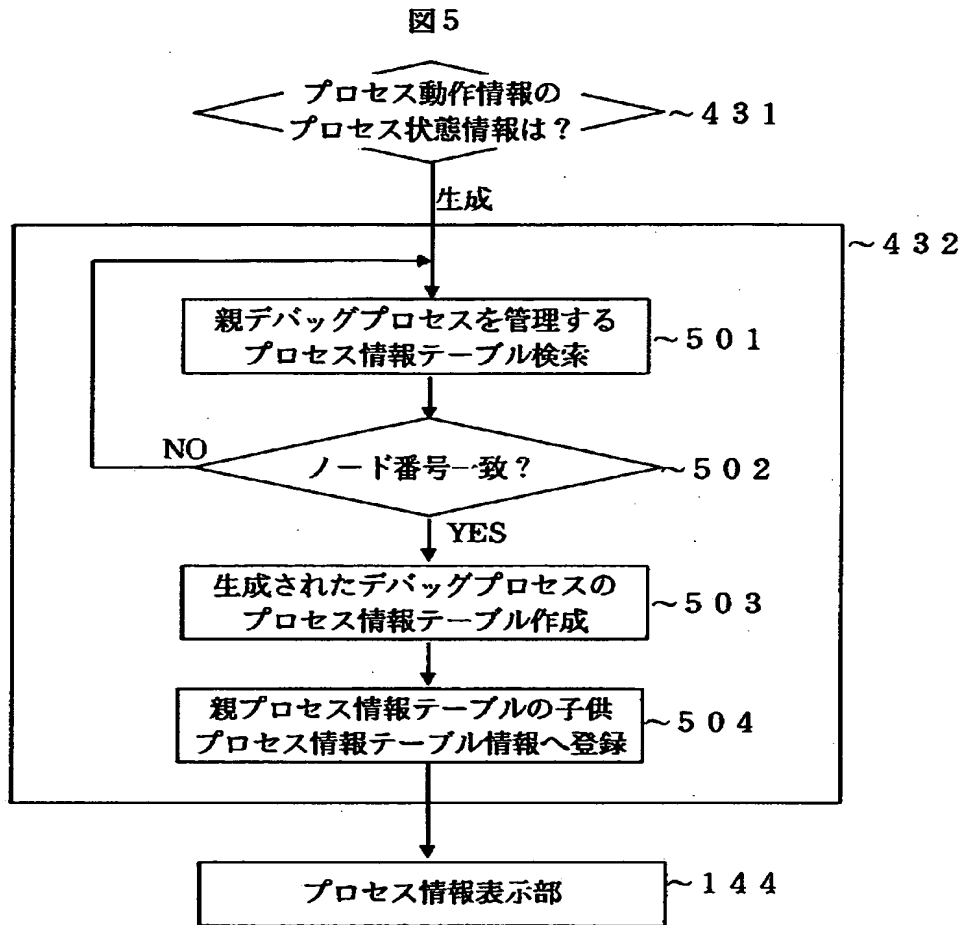 図5
プロセス動作情報の
プロセス状態情報は？
～431
生成
～432
親デバッグプロセスを管理する
プロセス情報テーブル検索
～501
NO
ノード番号一致？
～502
YES
生成されたデバッグプロセスの
プロセス情報テーブル作成
～503
親プロセス情報テーブルの子供
プロセス情報テーブル情報へ登録
～504
プロセス情報表示部
～144